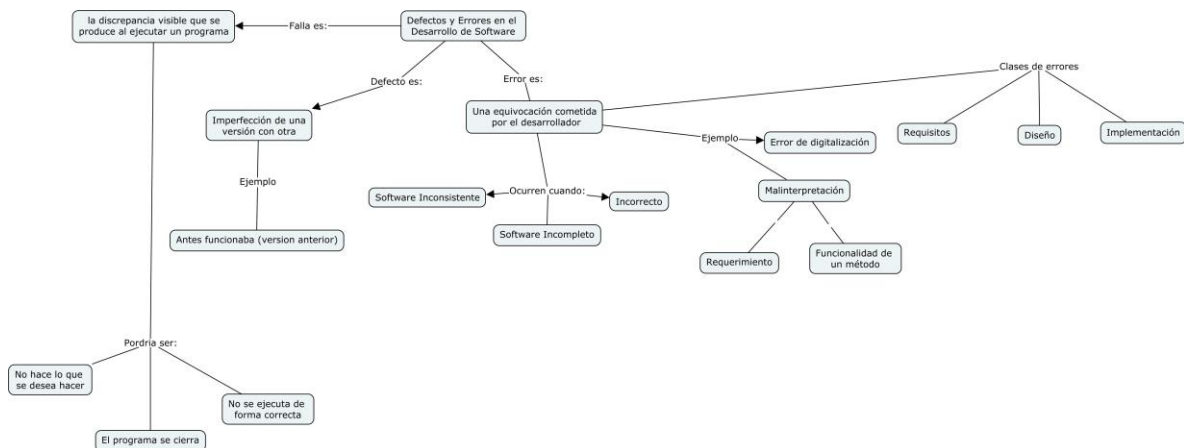 la discrepancia visible que se
produce al ejecutar un programa
Falla es:
Defectos y Errores en el
Desarrollo de Software
Defecto es:
Error es:
Clases de errores
Imperfección de una
versión con otra
Una equivocación cometida
por el desarrollador
Requisitos
Diseño
Implementación
Ejemplo
Error de digitalización
Ejemplo
Malinterpretación
Software Inconsistente
Ocurren cuando:
Incorrecto
Software Incompleto
Antes funcionaba (version anterior)
Requerimiento
Funcionalidad de
un método
Pordria ser:
No hace lo que
se desea hacer
No se ejecuta de
forma correcta
El programa se cierra